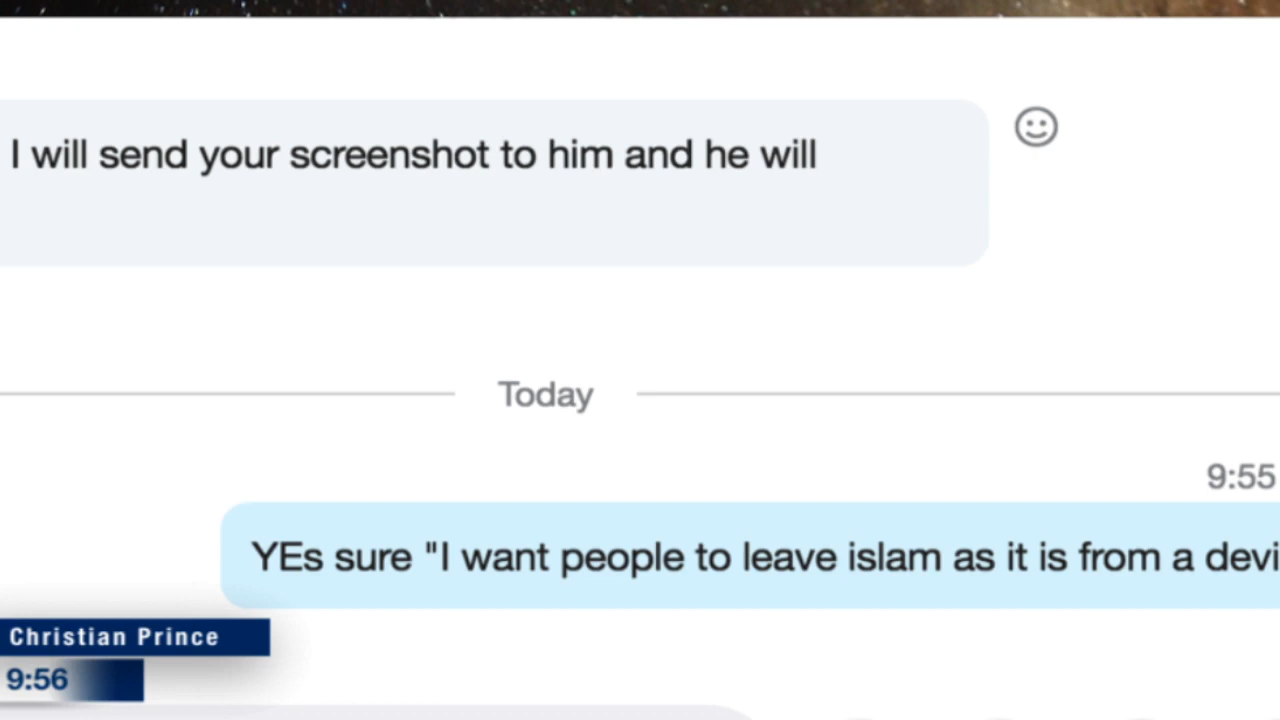 I will send your screenshot to him and he will
Today
9:55
YEs sure "I want people to leave islam as it is from a devi
Christian Prince
9:56